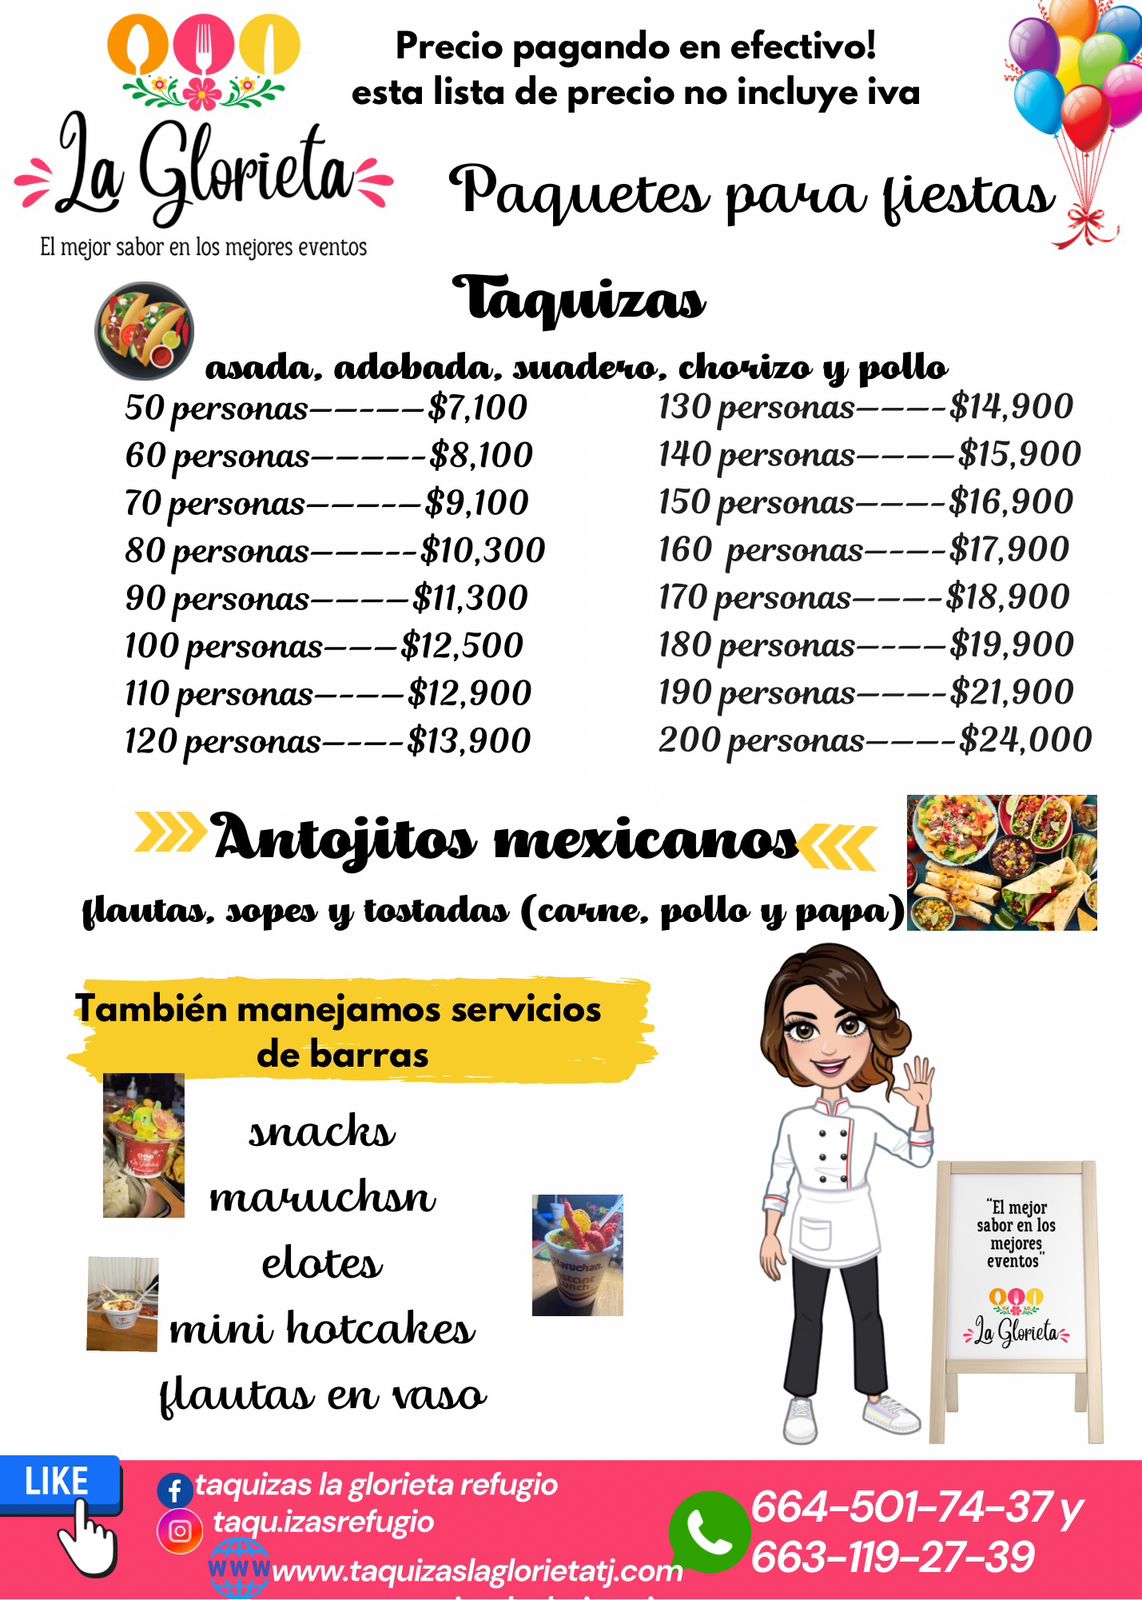 La Glorieta
El mejor sabor en los mejores eventos
Precio pagando en efectivo!
esta lista de precio no incluye iva
Paquetes para fiestas
Taquizas
asada, adobada, suadero, chorizo y pollo
50 personas-----$7,100
60 personas-----$8,100
70 personas-----$9,100
80 personas-----$10,300
90 personas----$11,300
100 personas---$12,500
110 personas----$12,900
120 personas----$13,900
130 personas----$14,900
140 personas----$15,900
150 personas----$16,900
160 personas----$17,900
170 personas----$18,900
180 personas----$19,900
190 personas----$21,900
200 personas----$24,000
Antojitos mexicanos
flautas, sopes y tostadas (carne, pollo y papa)
También manejamos servicios
de barras
snacks
maruchsn
elotes
mini hotcakes
flautas en vaso
Maruchan
Instant
Lunch
"El mejor
sabor en los
mejores
eventos"
La Glorieta
LIKE
taquizas la glorieta refugio
taqu.izasrefugio
WWW
www.taquizaslaglorietatj.com
664-501-74-37 y
663-119-27-39